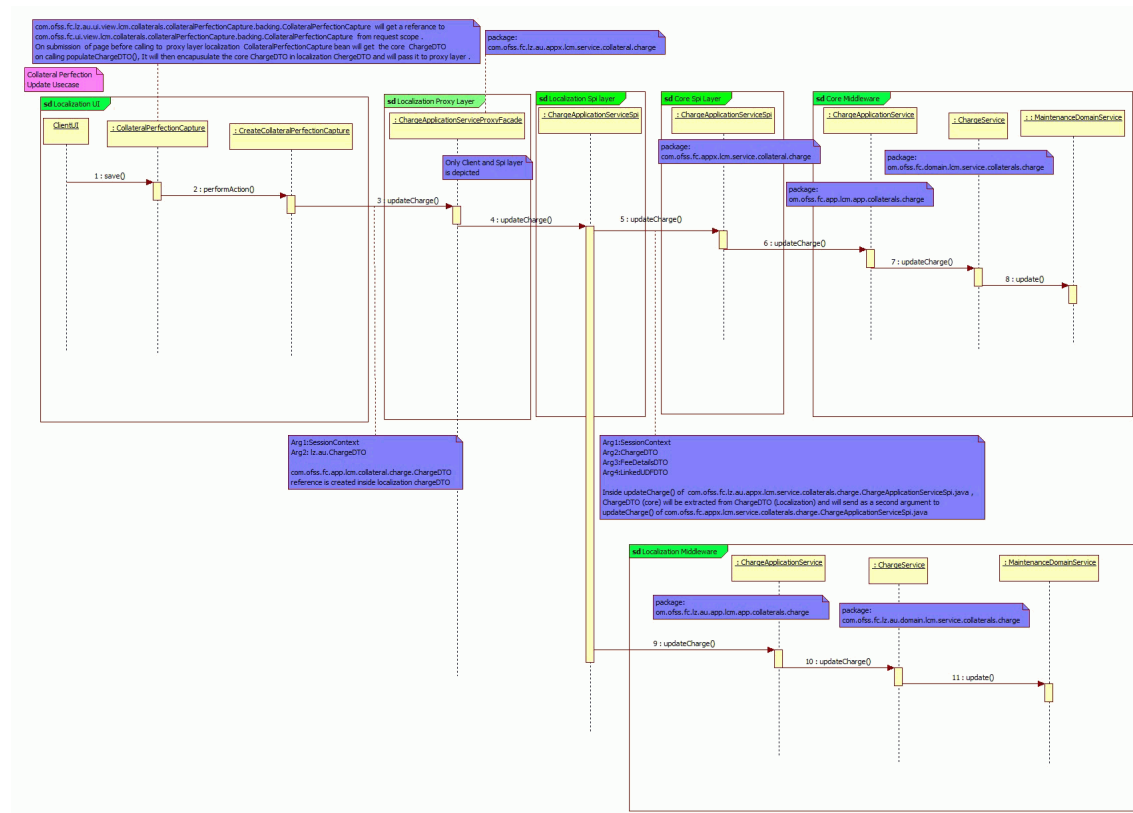 com.ofss.fc.lz.au.ui.view.lcm.collaterals.collateralPerfectionCapture.backing.CollateralPerfectionCapture will get a referance to
com.ofss.fc.ui.view.lcm.collaterals.collateralPerfectionCapture.backing.CollateralPerfectionCapture from request scope .
On submission of page before calling to proxy layer localization CollateralPerfectionCapture bean will get the core ChargeDTO
on calling populateChargeDTO(), It will then encapusulate the core ChargeDTO in localization ChergeDTO and will pass it to proxy layer .
package:
com.ofss.fc.lz.au.appx.lcm.service.collateral.charge
Collateral Perfection
Update Usecase
sd Localization UI
sd Localization Proxy Layer
sd Localization Spi layer
sd Core Spi Layer
sd Core Middleware
ClientUI
: CollateralPerfectionCapture
: CreateCollateralPerfectionCapture
: ChargeApplicationServiceProxyFacade
: ChargeApplicationServiceSpi
: ChargeApplicationServiceSpi
: ChargeApplicationService
: ChargeService
: : MaintenanceDomainService
Only Client and Spi layer
is depicted
package:
com.ofss.fc.appx.lcm.service.collateral.charge
package:
om.ofss.fc.domain.lcm.service.collaterals.charge
package:
om.ofss.fc.app.lcm.app.collaterals.charge
1 : save()
2 : performAction()
3 : updateCharge()
4 : updateCharge()
5 : updateCharge()
6 : updateCharge()
7 : updateCharge()
8 : update()
Arg1:SessionContext
Arg2: lz.au.ChargeDTO
com.ofss.fc.app.lcm.collateral.charge.ChargeDTO
reference is created inside localization chargeDTO
Arg1:SessionContext
Arg2:ChargeDTO
Arg3:FeeDetailsDTO
Arg4:LinkedUDFDTO
Inside updateCharge() of com.ofss.fc.lz.au.appx.lcm.service.collaterals.charge.ChargeApplicationServiceSpi.java ,
ChargeDTO (core) will be extracted from ChargeDTO (Localization) and will send as a second argument to
updateCharge() of com.ofss.fc.appx.lcm.service.collaterals.charge.ChargeApplicationServiceSpi.java
sd Localization Middleware
: ChargeApplicationService
: ChargeService
: MaintenanceDomainService
package:
om.ofss.fc.lz.au.app.lcm.app.collaterals.charge
package:
com.ofss.fc.lz.au.domain.lcm.service.collaterals.charge
9 : updateCharge()
10 : updateCharge()
11 : update()